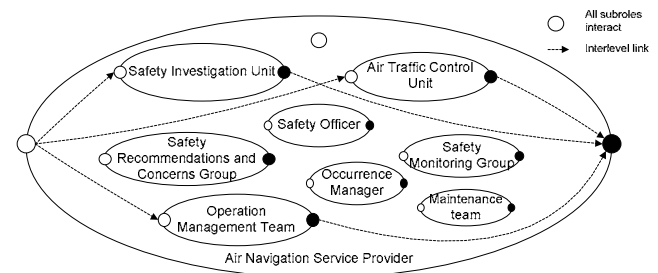 All subroles
interact
Interlevel link
Safety Investigation Unit
Air Traffic Control
Unit
Safety Officer
Safety
Recommendations and
Concerns Group
Safety
Monitoring Group
Occurrence
Manager
Maintenance
team
Operation
Management Team
Air Navigation Service Provider